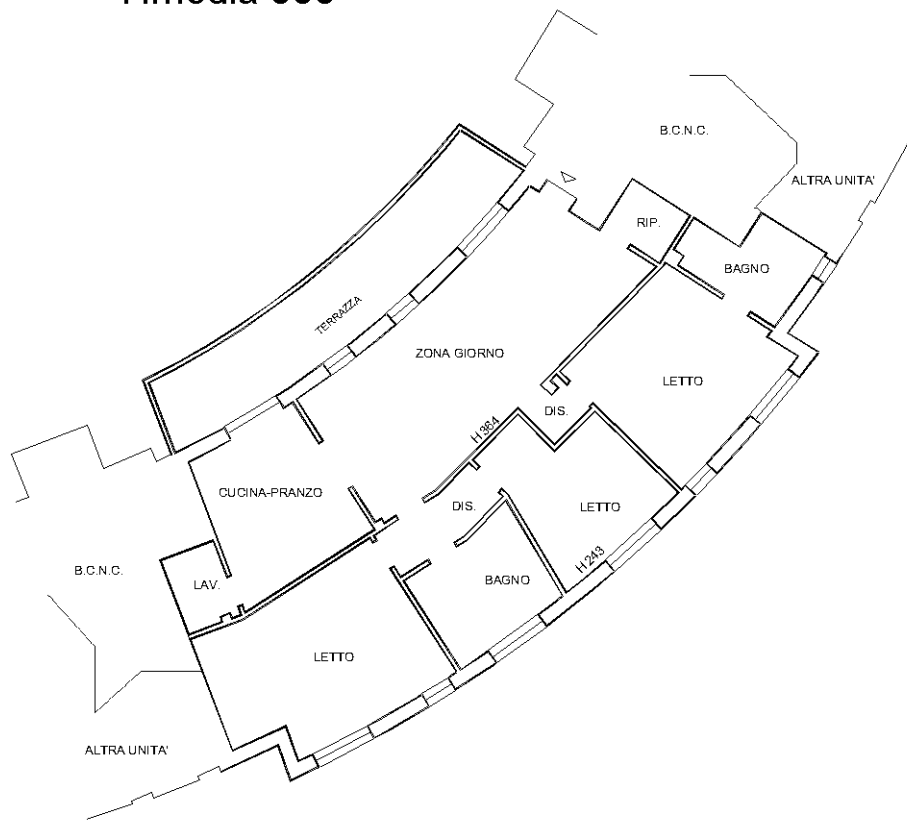 B.C.N.C.
ALTRA UNITA'
RIP.
BAGNO
TERRAZZA
ZONA GIORNO
LETTO
DIS.
H 364
CUCINA-PRANZO
DIS.
LETTO
H 243
B.C.N.C.
LAV.
BAGNO
LETTO
ALTRA UNITA'